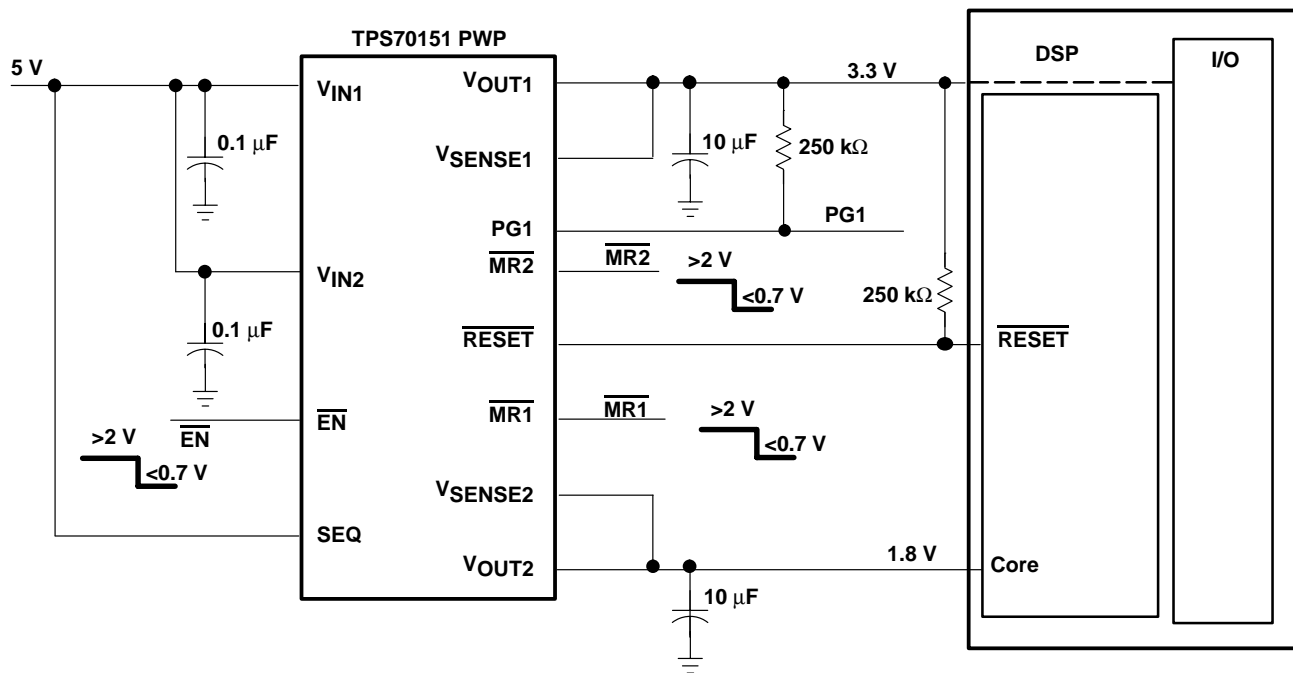 TPS70151 PWP
5 V
VIN1
VOUT1
3.3 V
DSP
I/O
0.1 μF
VSENSE1
10 μF
250 kΩ
PG1
PG1
MR2
MR2
>2 V
<0.7 V
VIN2
250 kΩ
0.1 μF
RESET
RESET
EN
EN
>2 V
<0.7 V
MR1
MR1
>2 V
<0.7 V
VSENSE2
SEQ
VOUT2
1.8 V
Core
10 μF